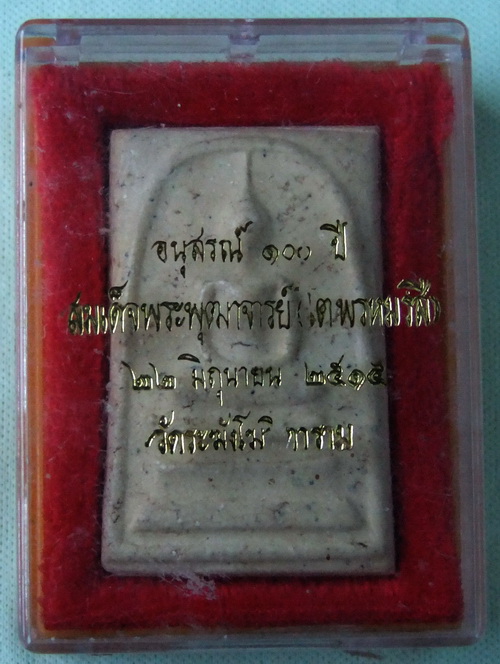 อนุสรณ์ ๑๐๐ ปี
สมเด็จพระพุฒาจารย์ (โตพรหมรังสี)
๒๒ มิถุนายน ๒๕๑๕
วัดระฆังโฆสิตาราม